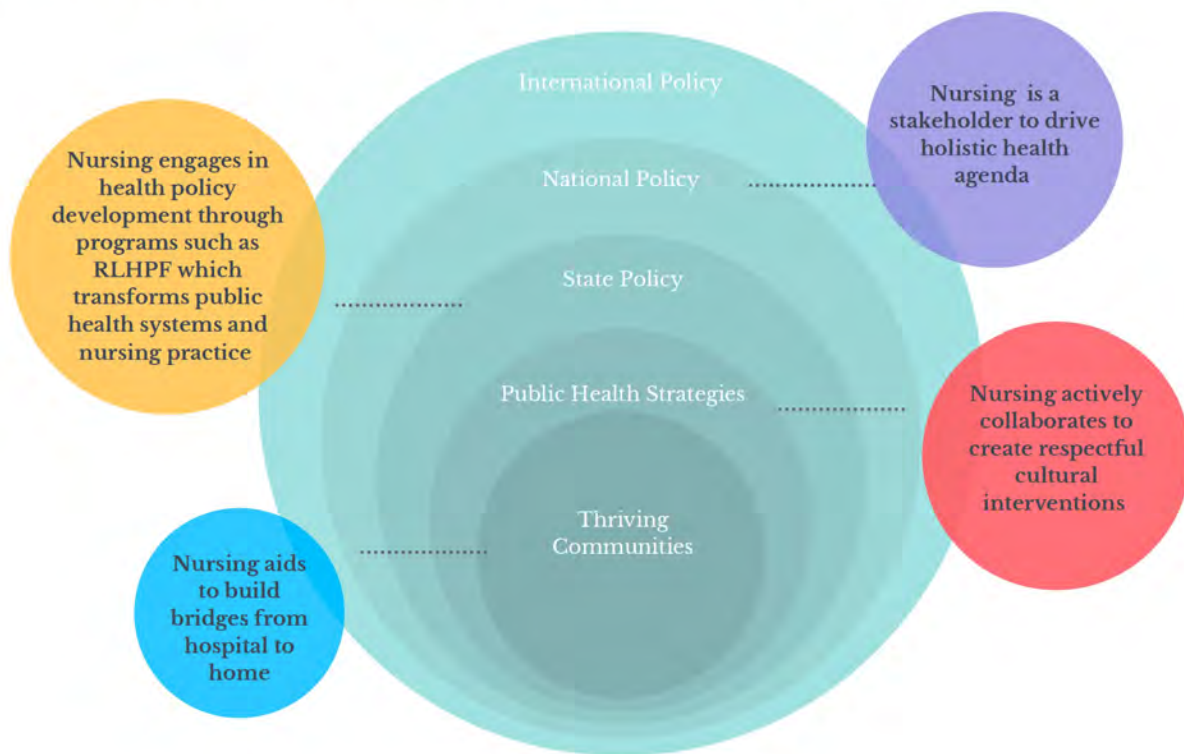 International Policy
National Policy
State Policy
Public Health Strategies
Thriving
Communities
Nursing engages in
health policy
development through
programs such as
RLHPF which
transforms public
health systems and
nursing practice
Nursing is a
stakeholder to drive
holistic health
agenda
Nursing actively
collaborates to
create respectful
cultural
interventions
Nursing aids
to build
bridges from
hospital to
home